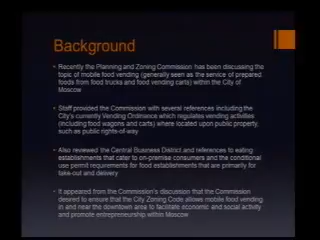 Background
Recently the Planning and Zoning Commission has been discussing the
topic of mobile food vending (generally seen as the service of prepared
foods from food trucks and food vending carts) within the City of
Moscow
Staff provided the Commission with several references including the
City's currently Vending Ordinance which regulates vending activities
(including food wagons and carts) where located upon public property,
such as public rights-of-way
Also reviewed the Central Business District and references to eating
establishments that cater to on-premise consumers and the conditional
use permit requirements for food establishments that are primarily for
take-out and delivery
It appeared from the Commission's discussion that the Commission
desired to ensure that the City Zoning Code allows mobile food vending
in and near the downtown area to facilitate economic and social activity
and promote entrepreneurship within Moscow